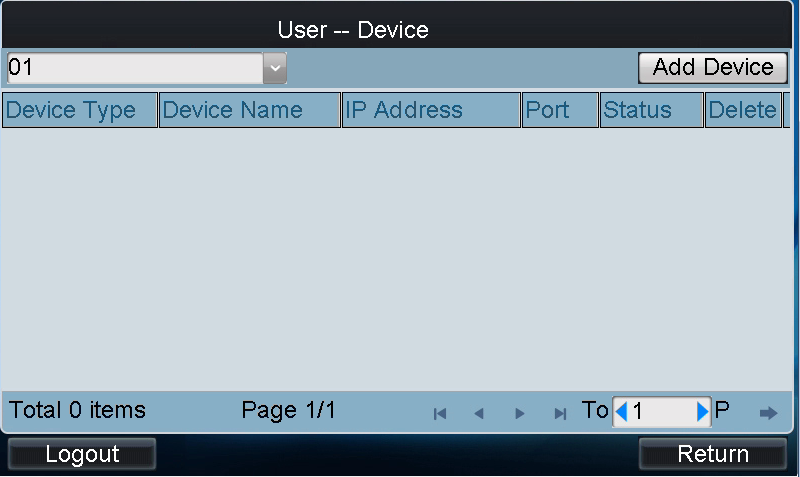 User -- Device
01 Add Device
Device Type Device Name IP Address Port Status Delete
Total 0 items Page 1/1 To 1 P
Logout Return